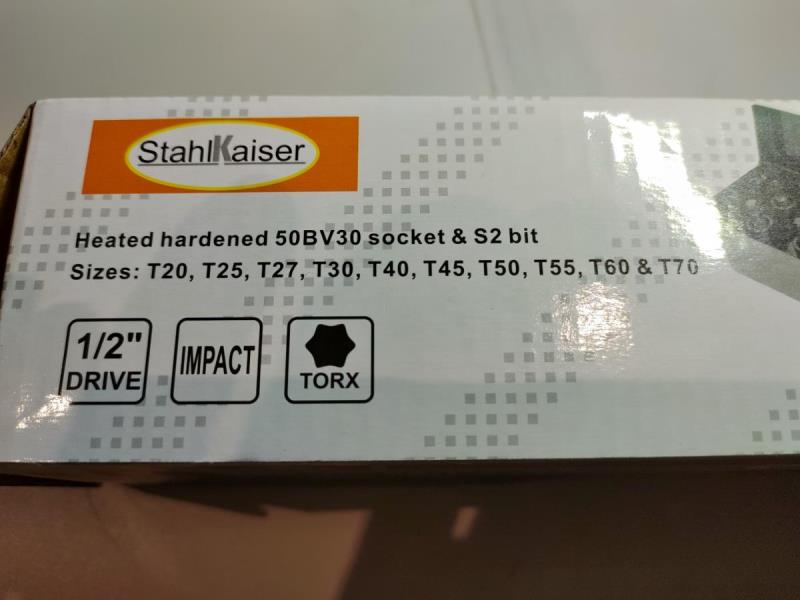 StahlKaiser
Heated hardened 50BV30 socket & S2 bit
Sizes: T20, T25, T27, T30, T40, T45, T50, T55, T60 & T70
1/2"
DRIVE
IMPACT
TORX